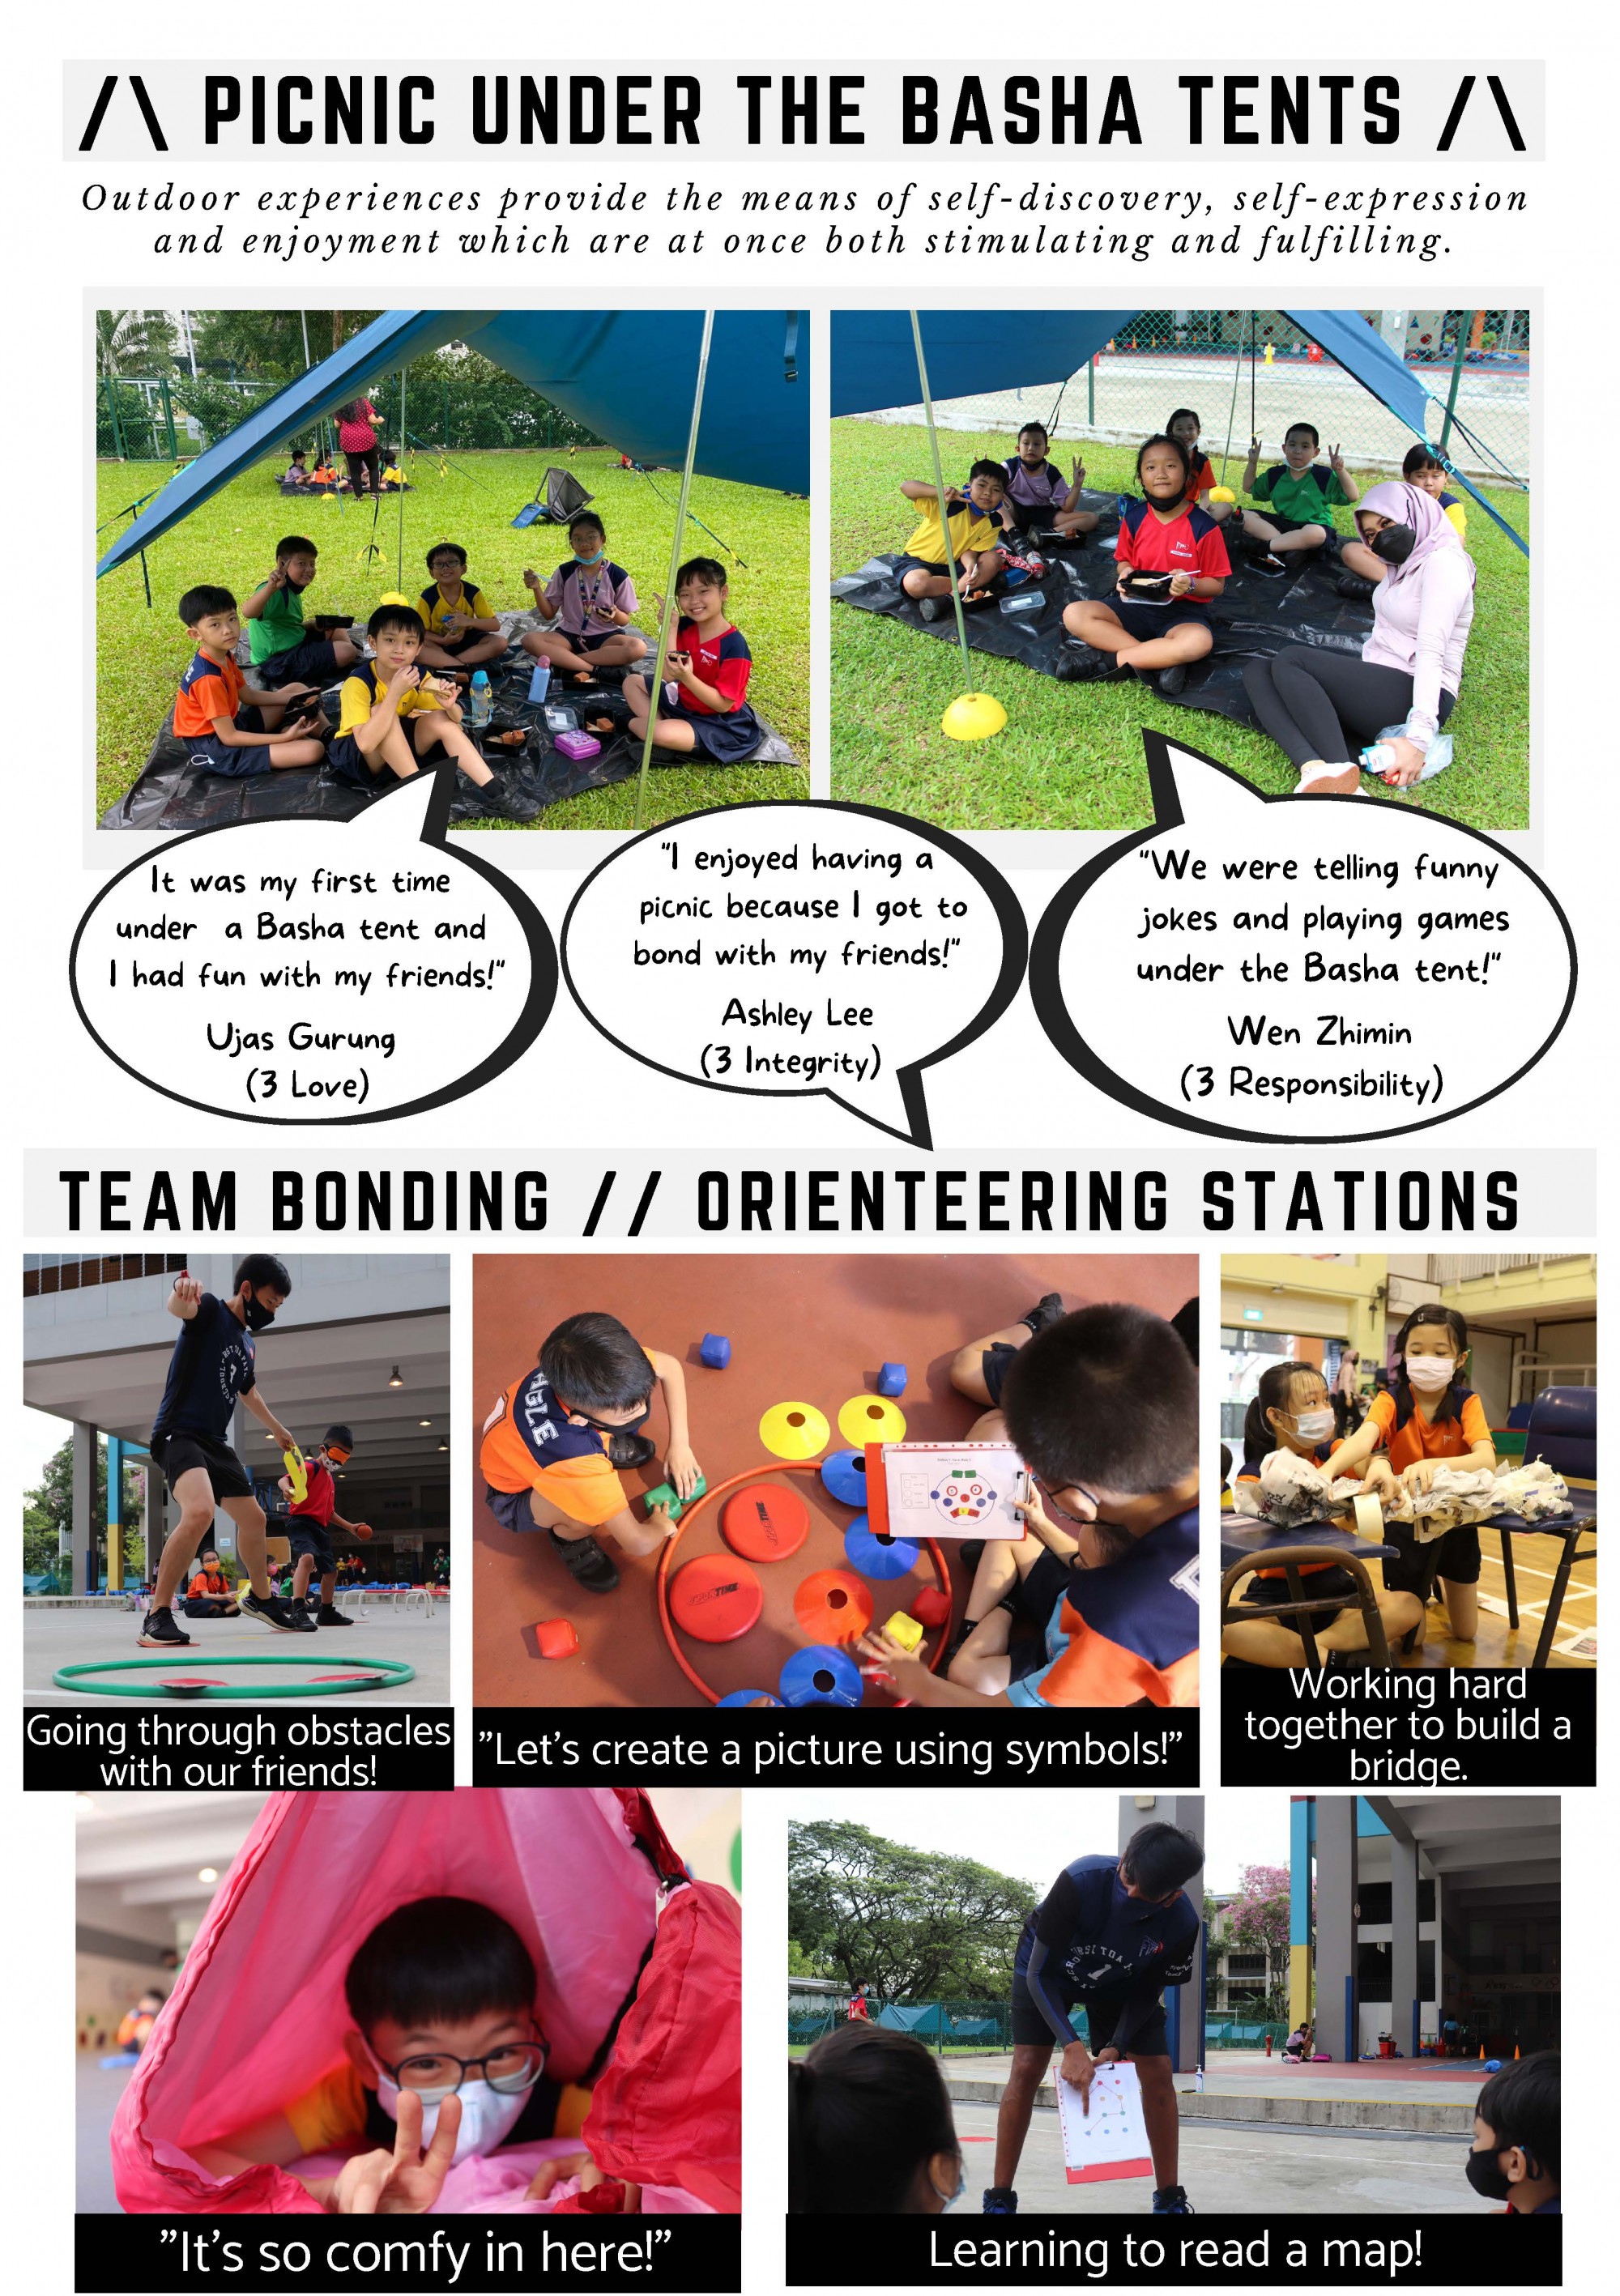 /\ PICNIC UNDER THE BASHA TENTS /\
Outdoor experiences provide the means of self-discovery, self-expression
and enjoyment which are at once both stimulating and fulfilling.
It was my first time
under a Basha tent and
I had fun with my friends!"
Ujas Gurung
(3 Love)
"I enjoyed having a
picnic because I got to
bond with my friends!"
Ashley Lee
(3 Integrity)
"We were telling funny
jokes and playing games
under the Basha tent!"
Wen Zhimin
(3 Responsibility)
TEAM BONDING // ORIENTEERING STATIONS
Going through obstacles
with our friends!
"Let's create a picture using symbols!"
Working hard
together to build a
bridge.
"It's so comfy in here!"
Learning to read a map!